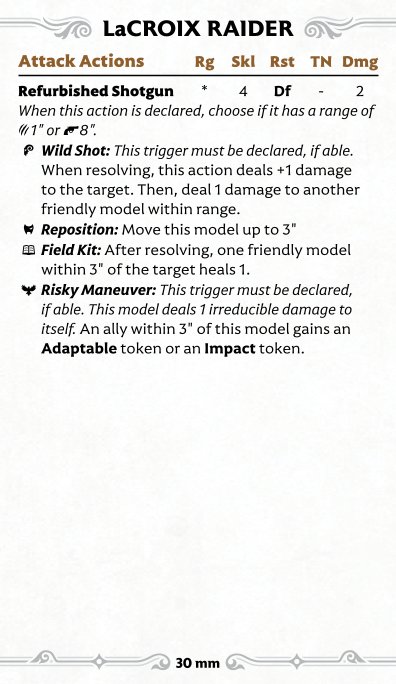 LaCROIX RAIDER
Attack Actions Rg Skl Rst TN Dmg
Refurbished Shotgun * 4 Df - 2
When this action is declared, choose if it has a range of
1" or 8".
Wild Shot: This trigger must be declared, if able.
When resolving, this action deals +1 damage
to the target. Then, deal 1 damage to another
friendly model within range.
Reposition: Move this model up to 3"
Field Kit: After resolving, one friendly model
within 3" of the target heals 1.
Risky Maneuver: This trigger must be declared,
if able. This model deals 1 irreducible damage to
itself. An ally within 3" of this model gains an
Adaptable token or an Impact token.
30 mm